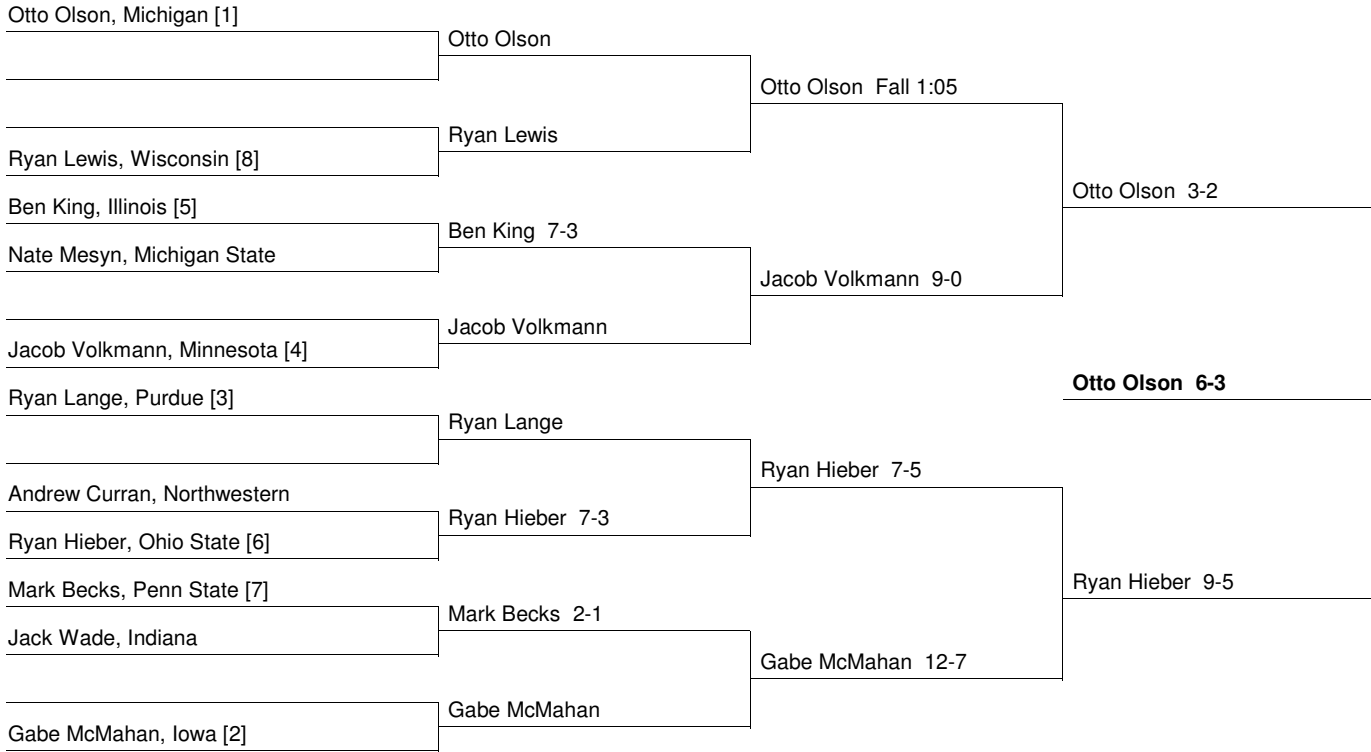 Otto Olson, Michigan [1]
Ryan Lewis, Wisconsin [8]
Ben King, Illinois [5]
Nate Mesyn, Michigan State
Jacob Volkmann, Minnesota [4]
Ryan Lange, Purdue [3]
Andrew Curran, Northwestern
Ryan Hieber, Ohio State [6]
Mark Becks, Penn State [7]
Jack Wade, Indiana
Gabe McMahan, Iowa [2]
Otto Olson
Ryan Lewis
Ben King 7-3
Jacob Volkmann
Ryan Lange
Ryan Hieber 7-3
Mark Becks 2-1
Gabe McMahan
Otto Olson Fall 1:05
Jacob Volkmann 9-0
Ryan Hieber 7-5
Gabe McMahan 12-7
Otto Olson 3-2
Otto Olson 6-3
Ryan Hieber 9-5